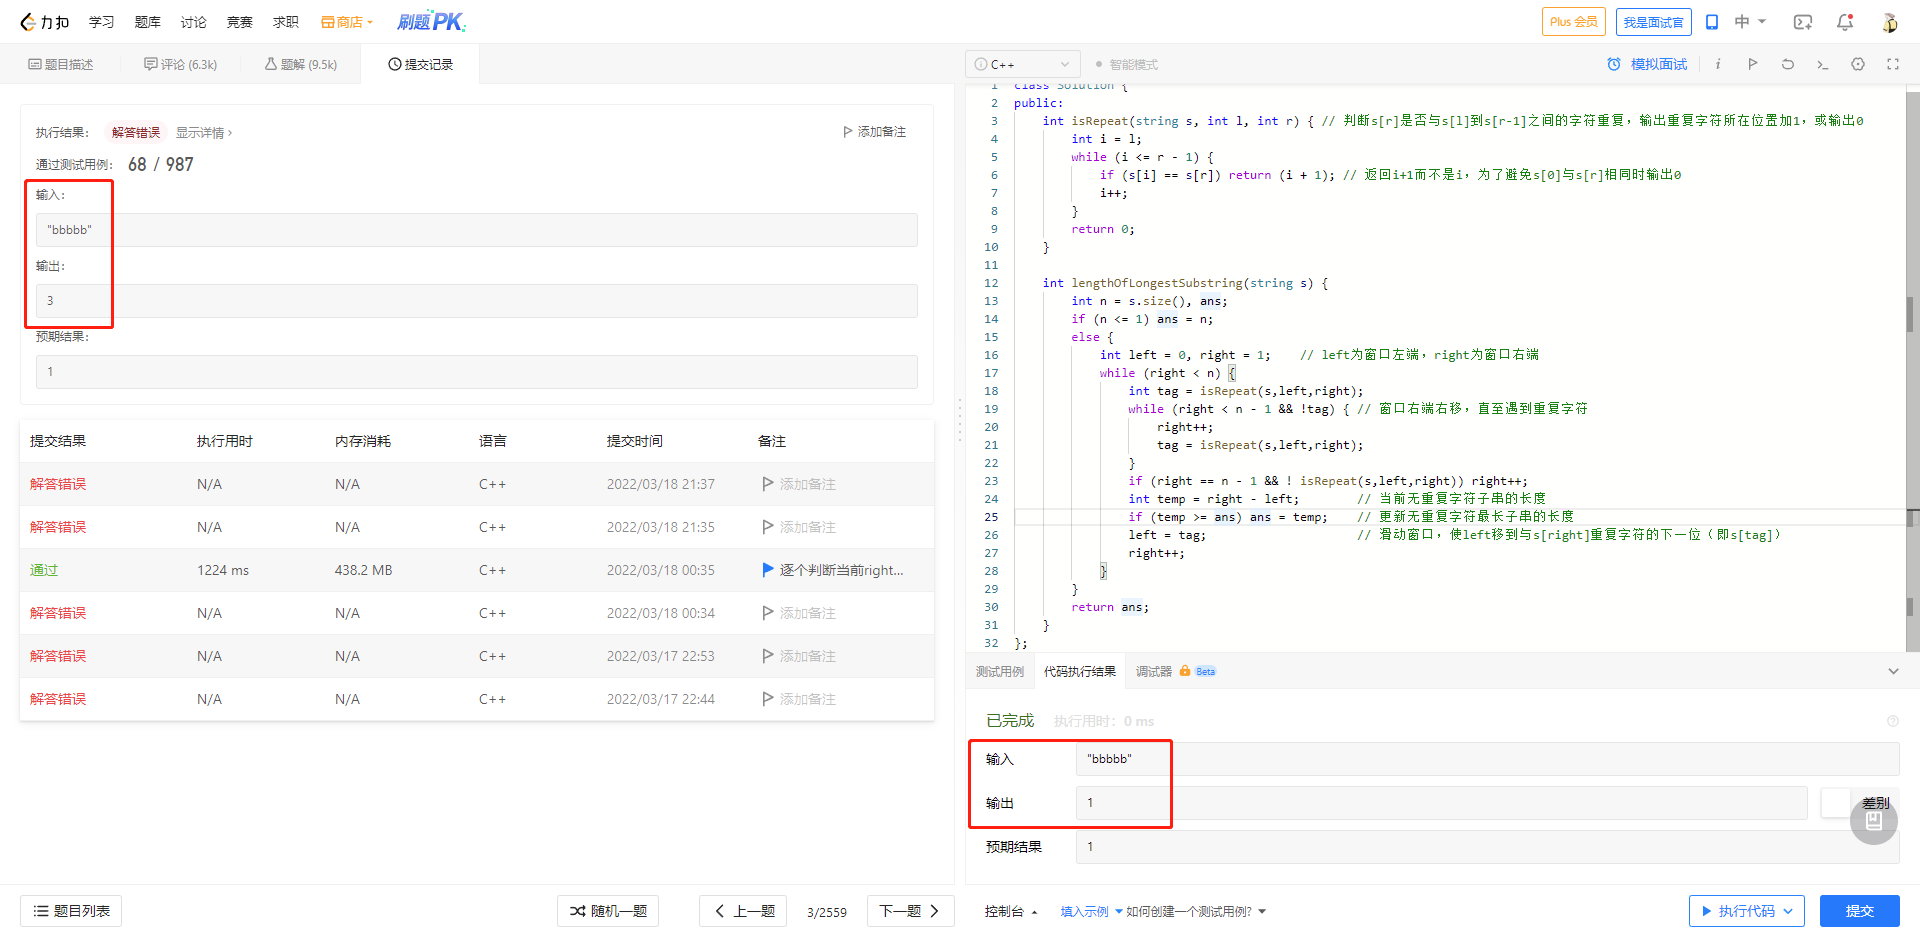 力扣 学习 题库 讨论 竞赛 求职 商店 刷题PK Plus 会员 我是面试官 中
题目描述 评论 (6.3k) 题解 (9.5k) 提交记录
执行结果: 解答错误 显示详情 › 添加备注
通过测试用例: 68 / 987
输入:
"bbbbb"
输出:
3
预期结果:
1
提交结果 执行用时 内存消耗 语言 提交时间 备注
解答错误 N/A N/A C++ 2022/03/18 21:37 添加备注
解答错误 N/A N/A C++ 2022/03/18 21:35 添加备注
通过 1224 ms 438.2 MB C++ 2022/03/18 00:35 逐个判断当前right...
解答错误 N/A N/A C++ 2022/03/18 00:34 添加备注
解答错误 N/A N/A C++ 2022/03/17 22:53 添加备注
解答错误 N/A N/A C++ 2022/03/17 22:44 添加备注
题目列表 随机一题 上一题 3/2559 下一题
C++ 智能模式 模拟面试
1 class Solution {
2 public:
3 int isRepeat(string s, int l, int r) { // 判断s[r]是否与s[l]到s[r-1]之间的字符重复，输出重复字符所在位置加1，或输出0
4 int i = l;
5 while (i <= r - 1) {
6 if (s[i] == s[r]) return (i + 1); // 返回i+1而不是i，为了避免s[0]与s[r]相同时输出0
7 i++;
8 }
9 return 0;
10 }
11
12 int lengthOfLongestSubstring(string s) {
13 int n = s.size(), ans;
14 if (n <= 1) ans = n;
15 else {
16 int left = 0, right = 1; // left为窗口左端，right为窗口右端
17 while (right < n) {
18 int tag = isRepeat(s,left,right);
19 while (right < n - 1 && !tag) { // 窗口右端右移，直至遇到重复字符
20 right++;
21 tag = isRepeat(s,left,right);
22 }
23 if (right == n - 1 && ! isRepeat(s,left,right)) right++;
24 int temp = right - left; // 当前无重复字符子串的长度
25 if (temp >= ans) ans = temp; // 更新无重复字符最长子串的长度
26 left = tag; // 滑动窗口，使left移到与s[right]重复字符的下一位（即s[tag]）
27 right++;
28 }
29 }
30 return ans;
31 }
32 };
测试用例 代码执行结果 调试器 Beta
已完成 执行用时: 0 ms
输入 "bbbbb"
输出 1 差别
预期结果 1
控制台 填入示例 如何创建一个测试用例? 执行代码 提交